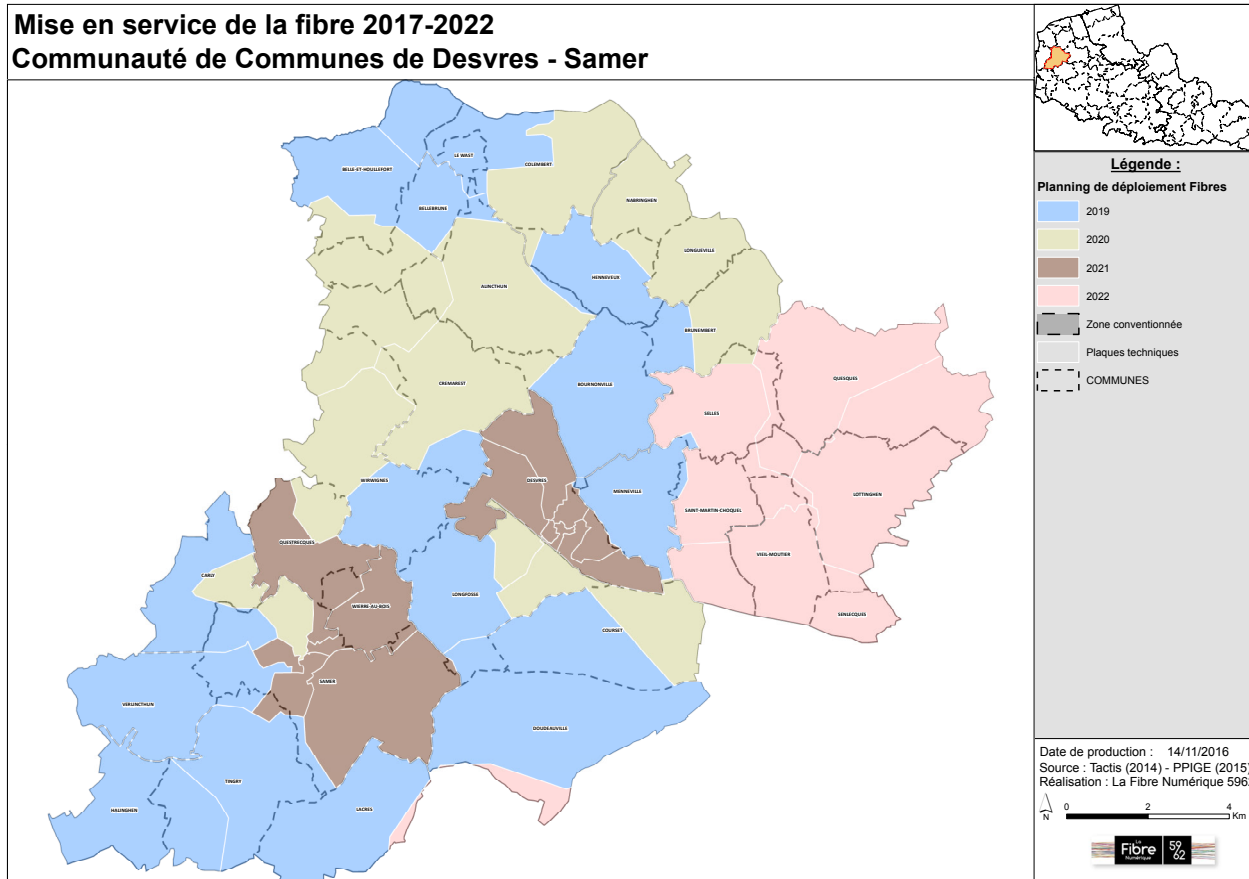 Mise en service de la fibre 2017-2022
Communauté de Communes de Desvres - Samer
LE WAST
COLEMBERT
BELLE-ET-HOULLEFORT
BELLEBRUNE
NABRINGHEN
LONGUEVILLE
HENNEVEUX
ALINCTHUN
BRUNEMBERT
CREMAREST
BOURNONVILLE
QUESQUES
SELLES
WIRWIGNES
DESVRES
MENNEVILLE
LOTTINGHEN
SAINT-MARTIN-CHOQUEL
QUESTRECQUES
VIEIL-MOUTIER
CARLY
LONGFOSSE
WIERRE-AU-BOIS
SENLECQUES
COURSET
SAMER
VERLINCTHUN
DOUDEAUVILLE
TINGRY
HALINGHEN
LACRES
Légende :
Planning de déploiement Fibres
2019
2020
2021
2022
Zone conventionnée
Plaques techniques
COMMUNES
Date de production : 14/11/2016
Source : Tactis (2014) - PPIGE (2015)
Réalisation : La Fibre Numérique 5962
N
0 2 4
Km
La
Fibre
Numérique
59
62